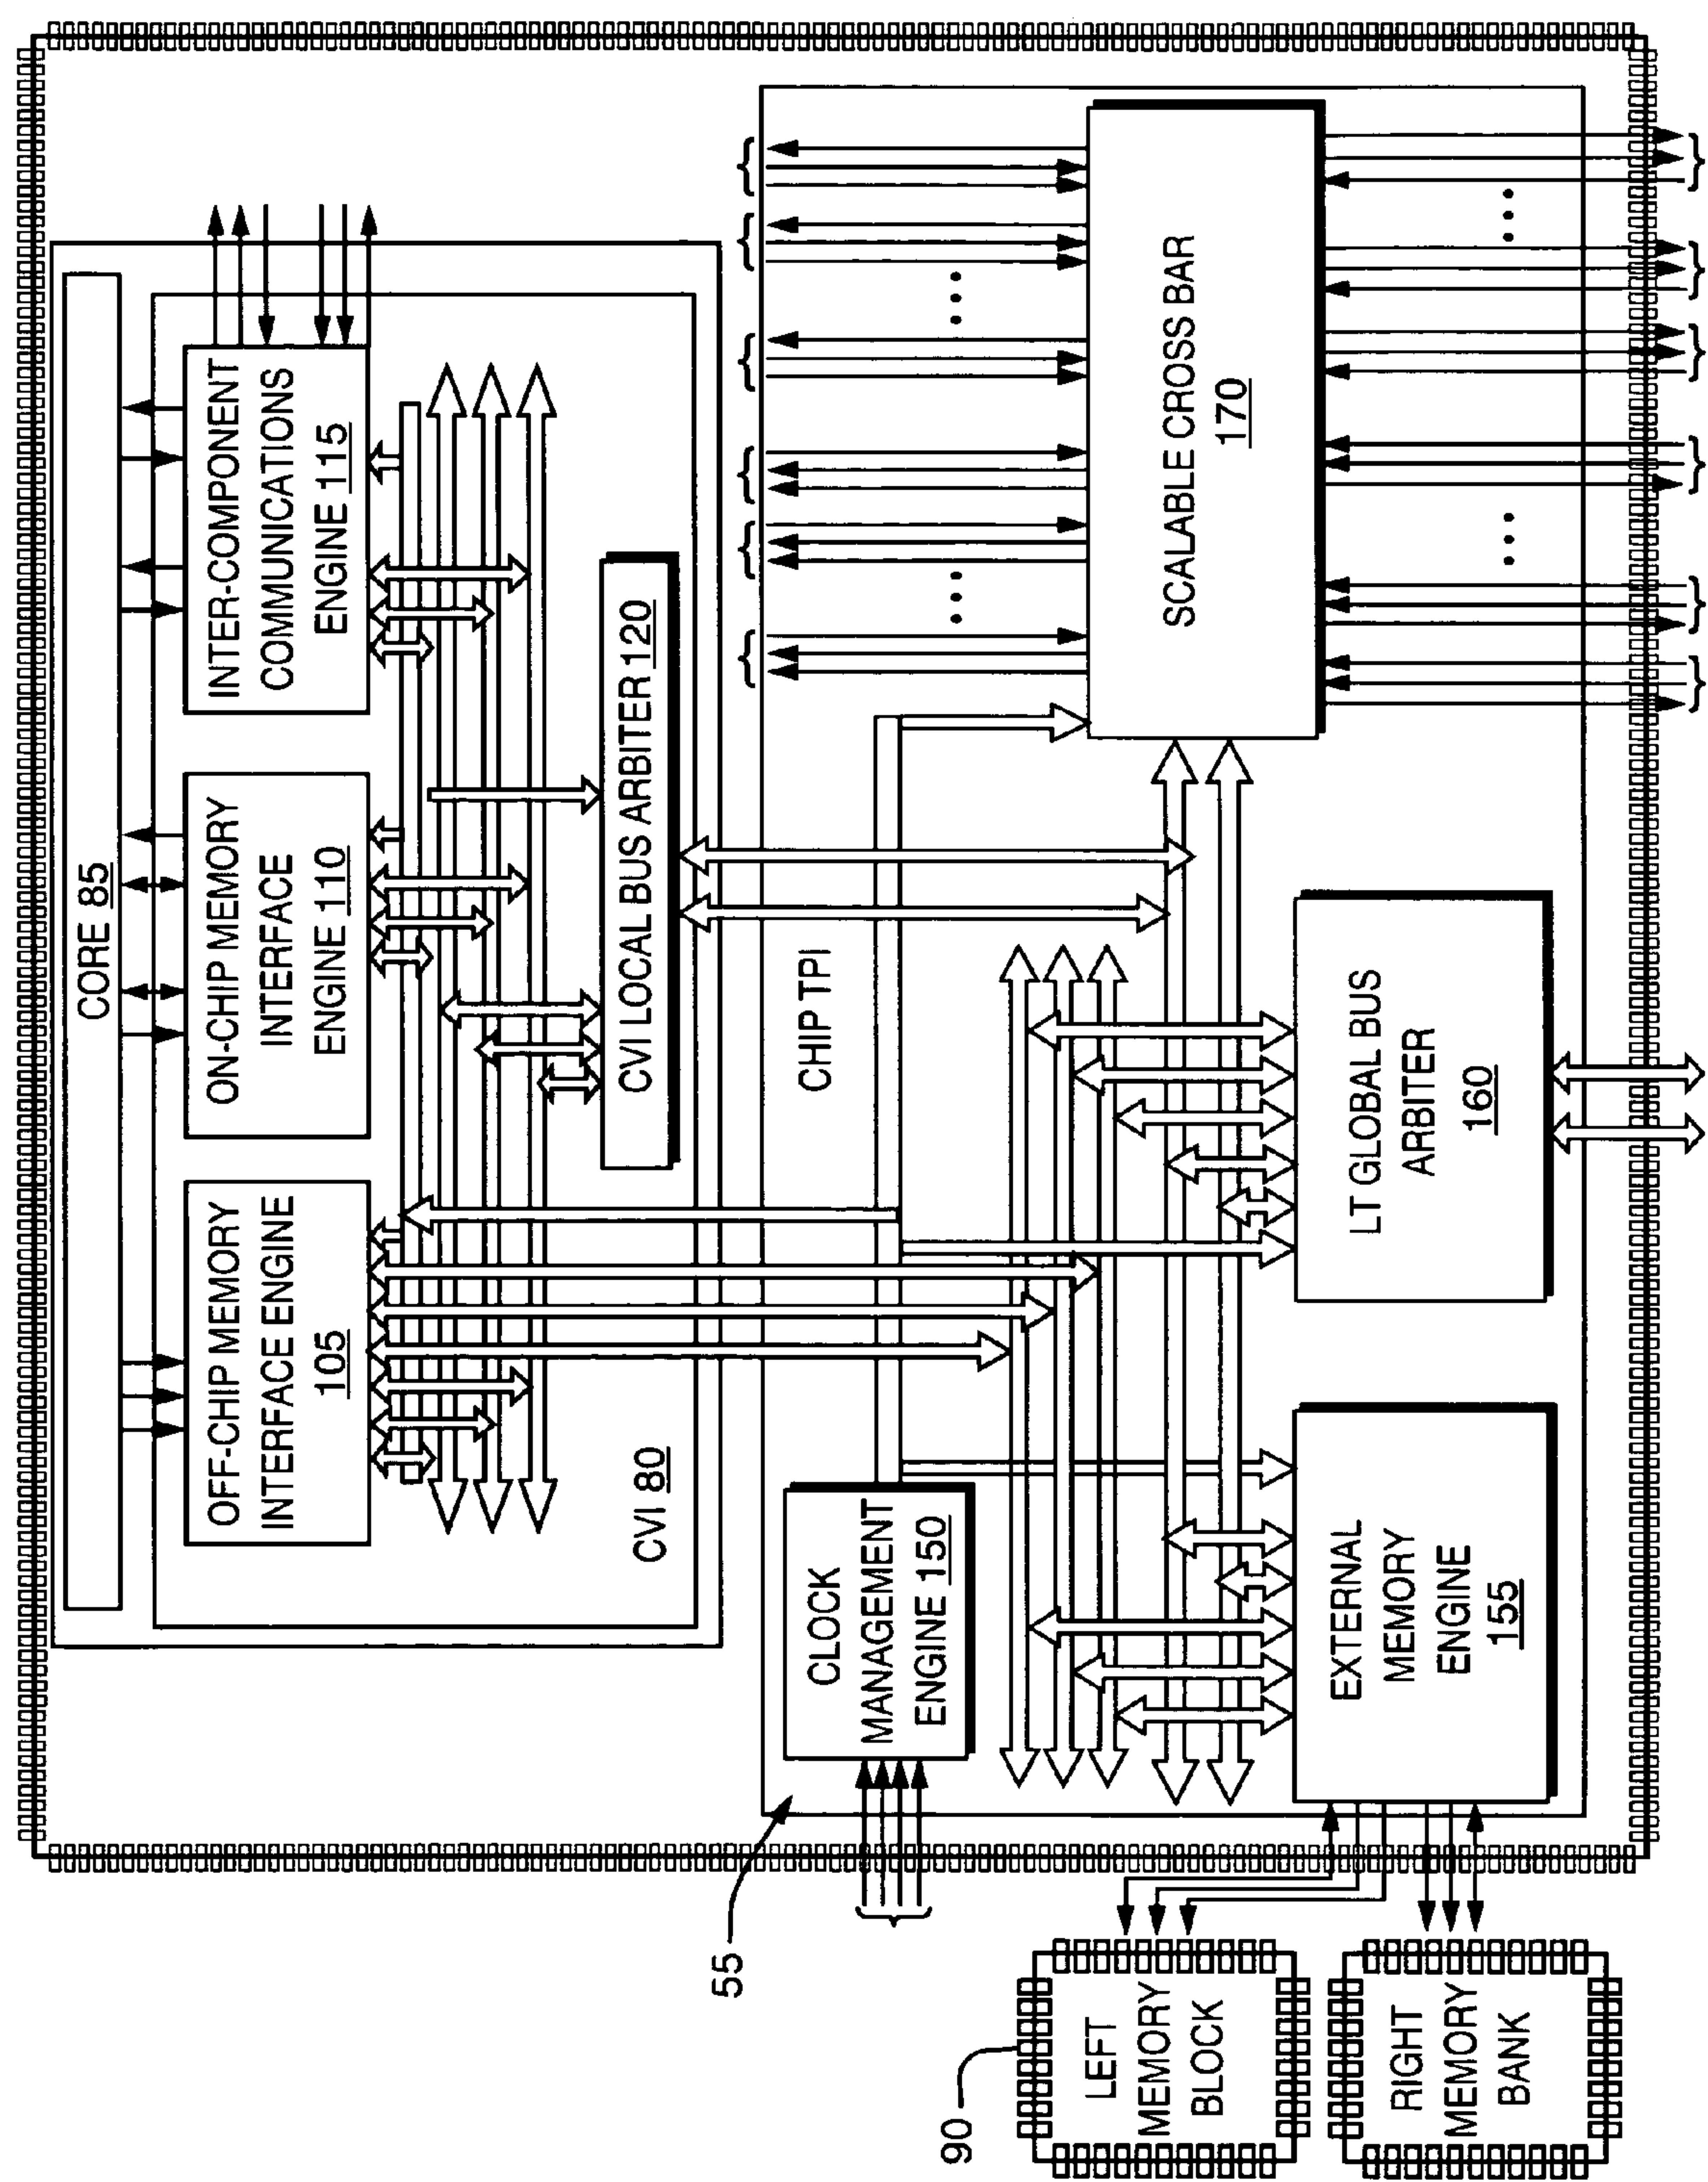 CORE 85
OFF-CHIP MEMORY
INTERFACE ENGINE
105
ON-CHIP MEMORY
INTERFACE
ENGINE 110
INTER-COMPONENT
COMMUNICATIONS
ENGINE 115
CVI LOCAL BUS ARBITER 120
CVI 80
55
CHIP TPI
CLOCK
MANAGEMENT
ENGINE 150
SCALABLE CROSS BAR
170
EXTERNAL
MEMORY
ENGINE
155
LT GLOBAL BUS
ARBITER
160
90
LEFT
MEMORY
BLOCK
RIGHT
MEMORY
BANK